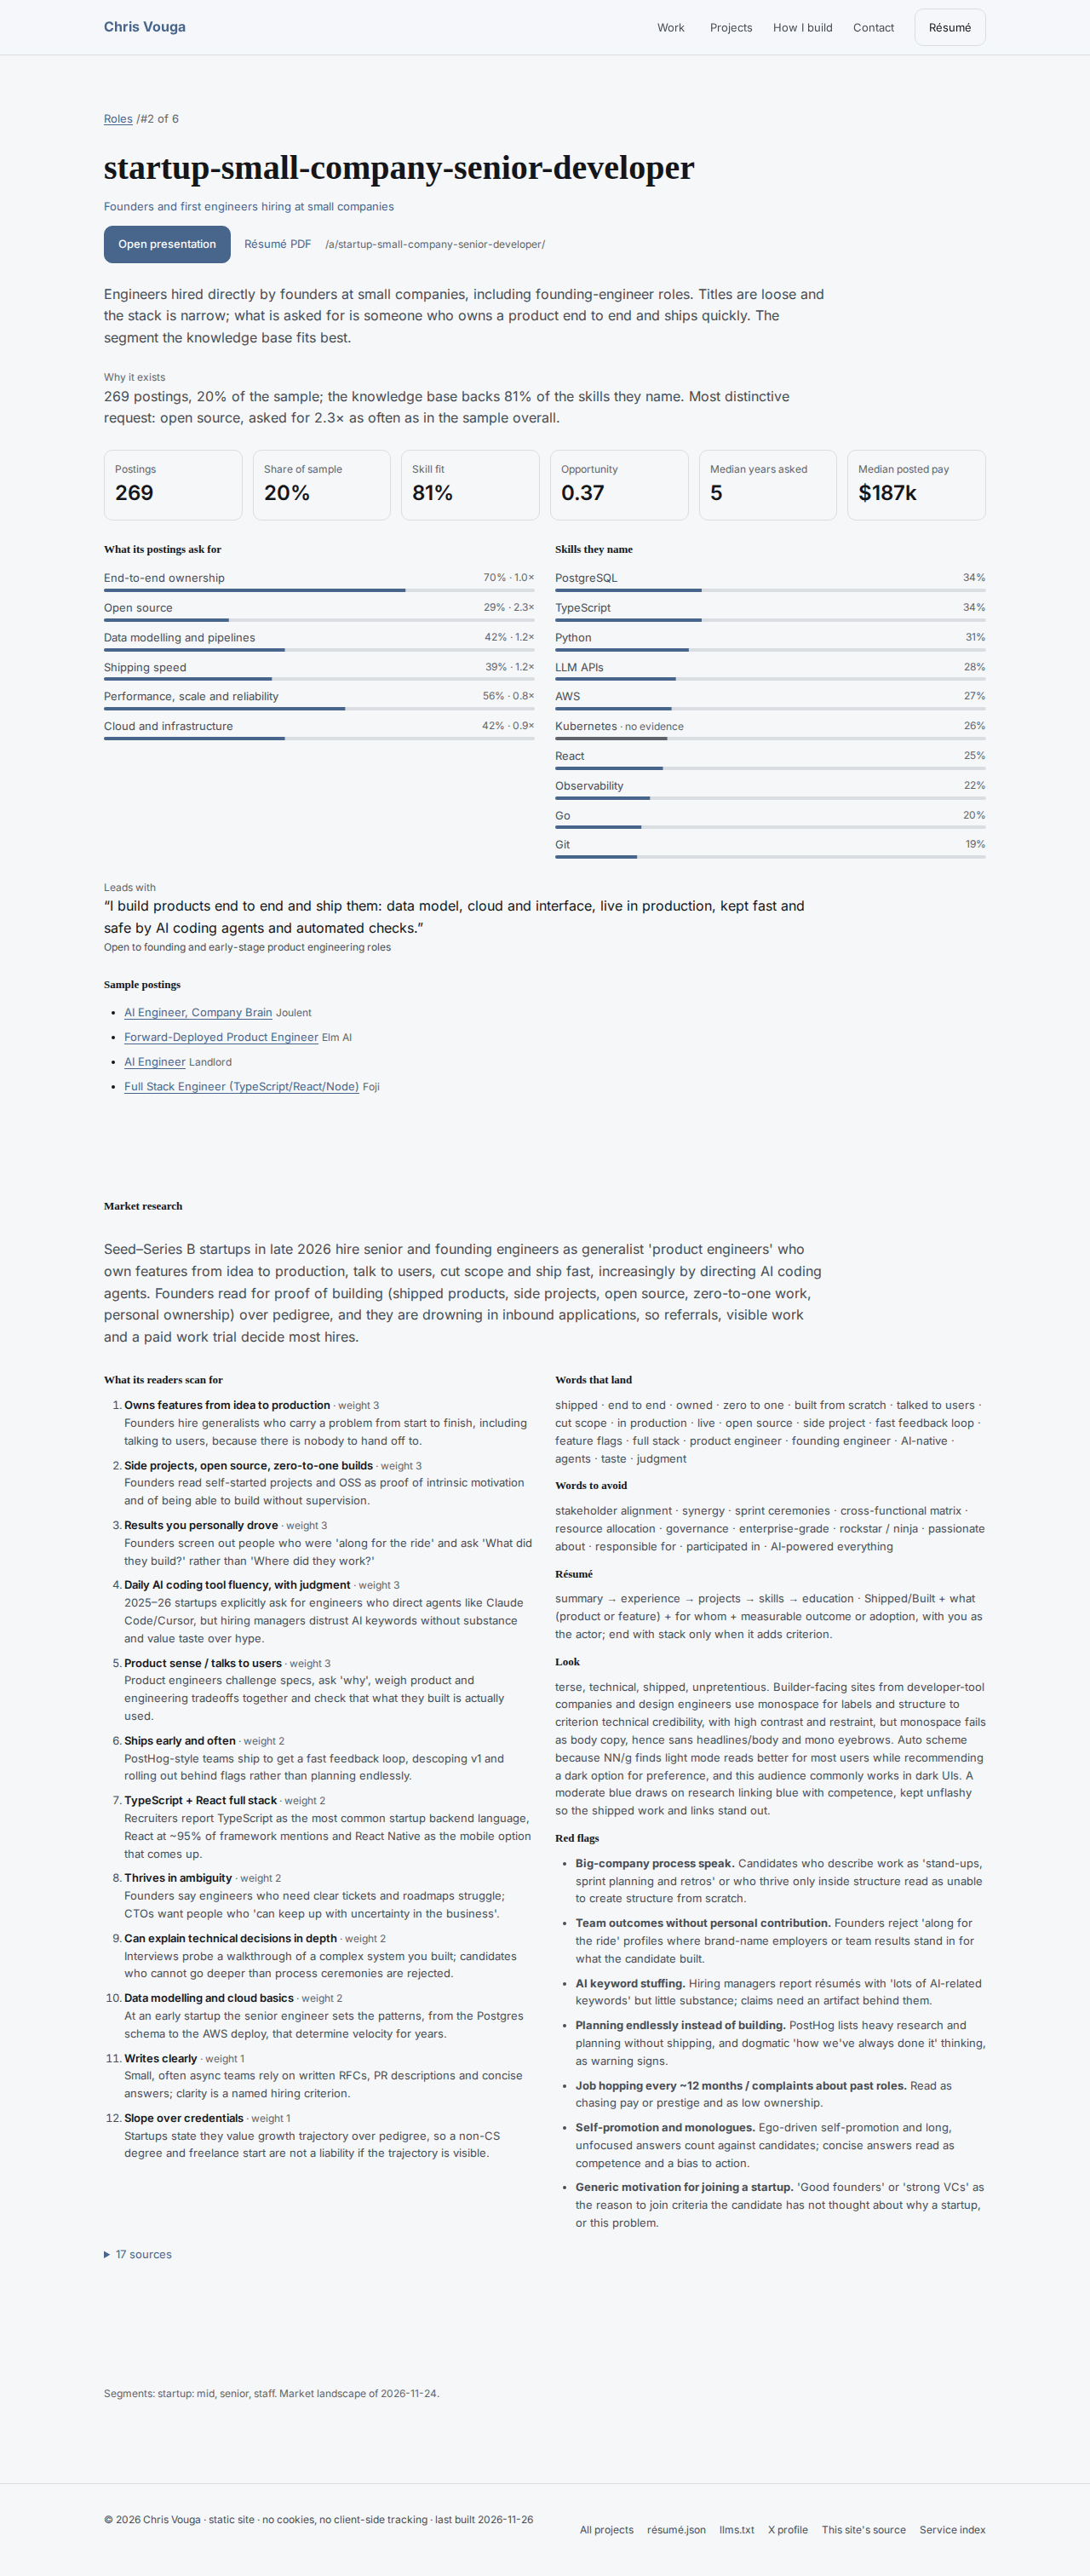 Chris Vouga
Work Projects How I build Contact Résumé
Roles /#2 of 6
startup-small-company-senior-developer
Founders and first engineers hiring at small companies
Open presentation Résumé PDF /a/startup-small-company-senior-developer/
Engineers hired directly by founders at small companies, including founding-engineer roles. Titles are loose and
the stack is narrow; what is asked for is someone who owns a product end to end and ships quickly. The
segment the knowledge base fits best.
Why it exists
269 postings, 20% of the sample; the knowledge base backs 81% of the skills they name. Most distinctive
request: open source, asked for 2.3× as often as in the sample overall.
Postings
269
Share of sample
20%
Skill fit
81%
Opportunity
0.37
Median years asked
5
Median posted pay
$187k
What its postings ask for
End-to-end ownership 70% · 1.0×
Open source 29% · 2.3×
Data modelling and pipelines 42% · 1.2×
Shipping speed 39% · 1.2×
Performance, scale and reliability 56% · 0.8×
Cloud and infrastructure 42% · 0.9×
Skills they name
PostgreSQL 34%
TypeScript 34%
Python 31%
LLM APIs 28%
AWS 27%
Kubernetes · no evidence 26%
React 25%
Observability 22%
Go 20%
Git 19%
Leads with
“I build products end to end and ship them: data model, cloud and interface, live in production, kept fast and
safe by AI coding agents and automated checks.”
Open to founding and early-stage product engineering roles
Sample postings
• AI Engineer, Company Brain Joulent
• Forward-Deployed Product Engineer Elm AI
• AI Engineer Landlord
• Full Stack Engineer (TypeScript/React/Node) Foji
Market research
Seed–Series B startups in late 2026 hire senior and founding engineers as generalist 'product engineers' who
own features from idea to production, talk to users, cut scope and ship fast, increasingly by directing AI coding
agents. Founders read for proof of building (shipped products, side projects, open source, zero-to-one work,
personal ownership) over pedigree, and they are drowning in inbound applications, so referrals, visible work
and a paid work trial decide most hires.
What its readers scan for
1. Owns features from idea to production · weight 3
Founders hire generalists who carry a problem from start to finish, including
talking to users, because there is nobody to hand off to.
2. Side projects, open source, zero-to-one builds · weight 3
Founders read self-started projects and OSS as proof of intrinsic motivation
and of being able to build without supervision.
3. Results you personally drove · weight 3
Founders screen out people who were 'along for the ride' and ask 'What did
they build?' rather than 'Where did they work?'
4. Daily AI coding tool fluency, with judgment · weight 3
2025–26 startups explicitly ask for engineers who direct agents like Claude
Code/Cursor, but hiring managers distrust AI keywords without substance
and value taste over hype.
5. Product sense / talks to users · weight 3
Product engineers challenge specs, ask 'why', weigh product and
engineering tradeoffs together and check that what they built is actually
used.
6. Ships early and often · weight 2
PostHog-style teams ship to get a fast feedback loop, descoping v1 and
rolling out behind flags rather than planning endlessly.
7. TypeScript + React full stack · weight 2
Recruiters report TypeScript as the most common startup backend language,
React at ~95% of framework mentions and React Native as the mobile option
that comes up.
8. Thrives in ambiguity · weight 2
Founders say engineers who need clear tickets and roadmaps struggle;
CTOs want people who 'can keep up with uncertainty in the business'.
9. Can explain technical decisions in depth · weight 2
Interviews probe a walkthrough of a complex system you built; candidates
who cannot go deeper than process ceremonies are rejected.
10. Data modelling and cloud basics · weight 2
At an early startup the senior engineer sets the patterns, from the Postgres
schema to the AWS deploy, that determine velocity for years.
11. Writes clearly · weight 1
Small, often async teams rely on written RFCs, PR descriptions and concise
answers; clarity is a named hiring criterion.
12. Slope over credentials · weight 1
Startups state they value growth trajectory over pedigree, so a non-CS
degree and freelance start are not a liability if the trajectory is visible.
Words that land
shipped · end to end · owned · zero to one · built from scratch · talked to users ·
cut scope · in production · live · open source · side project · fast feedback loop ·
feature flags · full stack · product engineer · founding engineer · AI-native ·
agents · taste · judgment
Words to avoid
stakeholder alignment · synergy · sprint ceremonies · cross-functional matrix ·
resource allocation · governance · enterprise-grade · rockstar / ninja · passionate
about · responsible for · participated in · AI-powered everything
Résumé
summary → experience → projects → skills → education · Shipped/Built + what
(product or feature) + for whom + measurable outcome or adoption, with you as
the actor; end with stack only when it adds criterion.
Look
terse, technical, shipped, unpretentious. Builder-facing sites from developer-tool
companies and design engineers use monospace for labels and structure to
criterion technical credibility, with high contrast and restraint, but monospace fails
as body copy, hence sans headlines/body and mono eyebrows. Auto scheme
because NN/g finds light mode reads better for most users while recommending
a dark option for preference, and this audience commonly works in dark UIs. A
moderate blue draws on research linking blue with competence, kept unflashy
so the shipped work and links stand out.
Red flags
• Big-company process speak. Candidates who describe work as 'stand-ups,
sprint planning and retros' or who thrive only inside structure read as unable
to create structure from scratch.
• Team outcomes without personal contribution. Founders reject 'along for
the ride' profiles where brand-name employers or team results stand in for
what the candidate built.
• AI keyword stuffing. Hiring managers report résumés with 'lots of AI-related
keywords' but little substance; claims need an artifact behind them.
• Planning endlessly instead of building. PostHog lists heavy research and
planning without shipping, and dogmatic 'how we've always done it' thinking,
as warning signs.
• Job hopping every ~12 months / complaints about past roles. Read as
chasing pay or prestige and as low ownership.
• Self-promotion and monologues. Ego-driven self-promotion and long,
unfocused answers count against candidates; concise answers read as
competence and a bias to action.
• Generic motivation for joining a startup. 'Good founders' or 'strong VCs' as
the reason to join criteria the candidate has not thought about why a startup,
or this problem.
▶ 17 sources
Segments: startup: mid, senior, staff. Market landscape of 2026-11-24.
© 2026 Chris Vouga · static site · no cookies, no client-side tracking · last built 2026-11-26
All projects résumé.json llms.txt X profile This site's source Service index